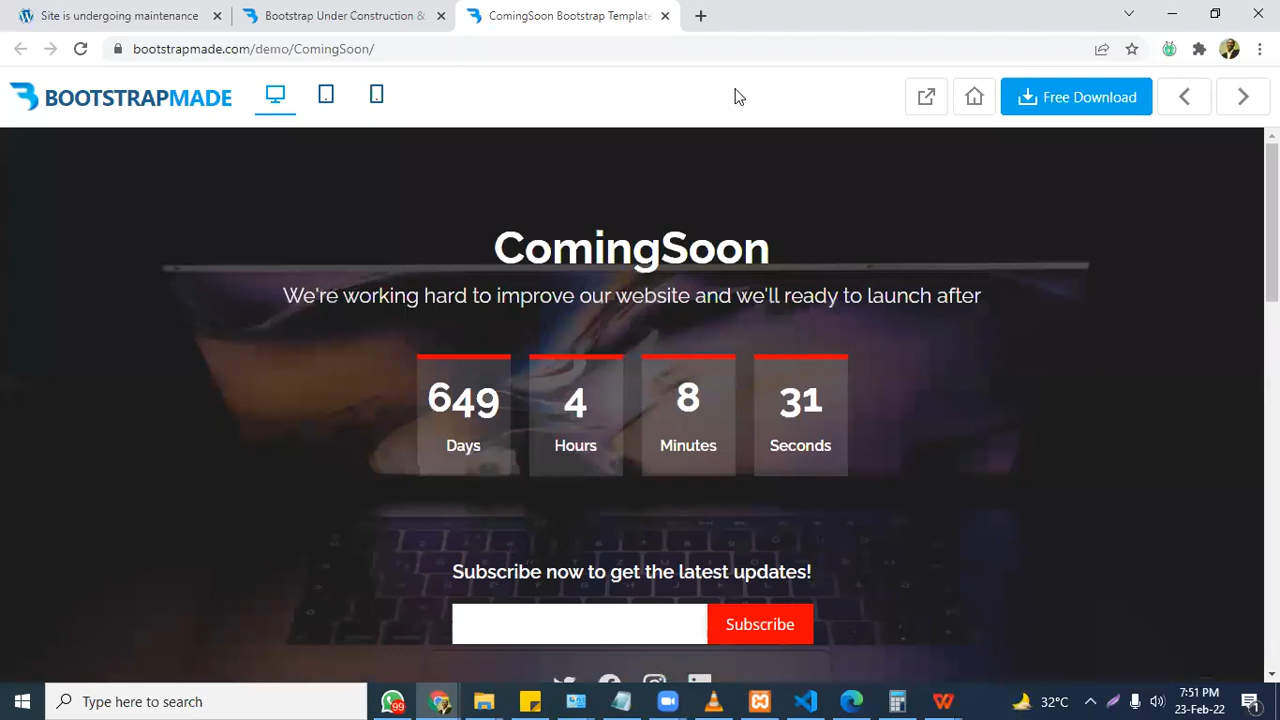 Site is undergoing maintenance
Bootstrap Under Construction &
ComingSoon Bootstrap Template
bootstrapmade.com/demo/ComingSoon/
BOOTSTRAPMADE
Free Download
ComingSoon
We're working hard to improve our website and we'll ready to launch after
649 4 8 31
Days Hours Minutes Seconds
Subscribe now to get the latest updates!
Subscribe
Type here to search
99
32°C
7:51 PM
23-Feb-22
1